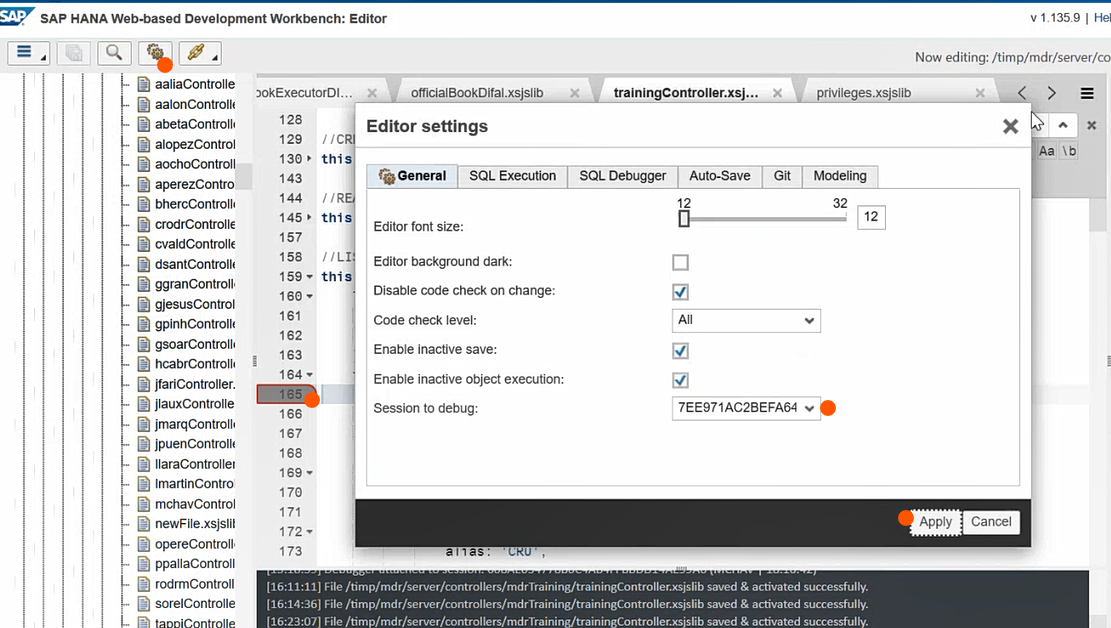 SAP SAP HANA Web-based Development Workbench: Editor
v 1.135.9 | Hel
Now editing: /timp/mdr/server/co
ookExecutorDI...
officialBookDifal.xsjslib
trainingController.xsj...
privileges.xsjslib
Aa \b
aaliaControlle
aalonControlle
abetaControlle
alopezControl
aochoControlle
aperezContro
bhercControlle
crodrControlle
cvaldControlle
dsantControlle
ggranControlle
gjesusControl
gpinhControlle
gsoarControlle
hcabrControlle
jfariController.
jlauxControlle
jmarqControlle
jpuenControlle
llaraController
lmartinControl
mchavControl
newFile.xsjslib
opereControlle
ppallaControlle
rodrmControll
sorelControlle
tappiControlle
128
129 //CR
130 this
143
144 //REA
145 this
157
158 //LIS
159 this
160
161
162
163
164
165
166
167
168
169
170
171
172
173 alias: 'CRU',
Editor settings
General SQL Execution SQL Debugger Auto-Save Git Modeling
12 32
Editor font size: 12
Editor background dark:
Disable code check on change:
Code check level: All
Enable inactive save:
Enable inactive object execution:
Session to debug: 7EE971AC2BEFA64
Apply Cancel
[16:11:11] File /timp/mdr/server/controllers/mdrTraining/trainingController.xsjslib saved & activated successfully.
[16:14:36] File /timp/mdr/server/controllers/mdrTraining/trainingController.xsjslib saved & activated successfully.
[16:23:07] File /timp/mdr/server/controllers/mdrTraining/trainingController.xsjslib saved & activated successfully.